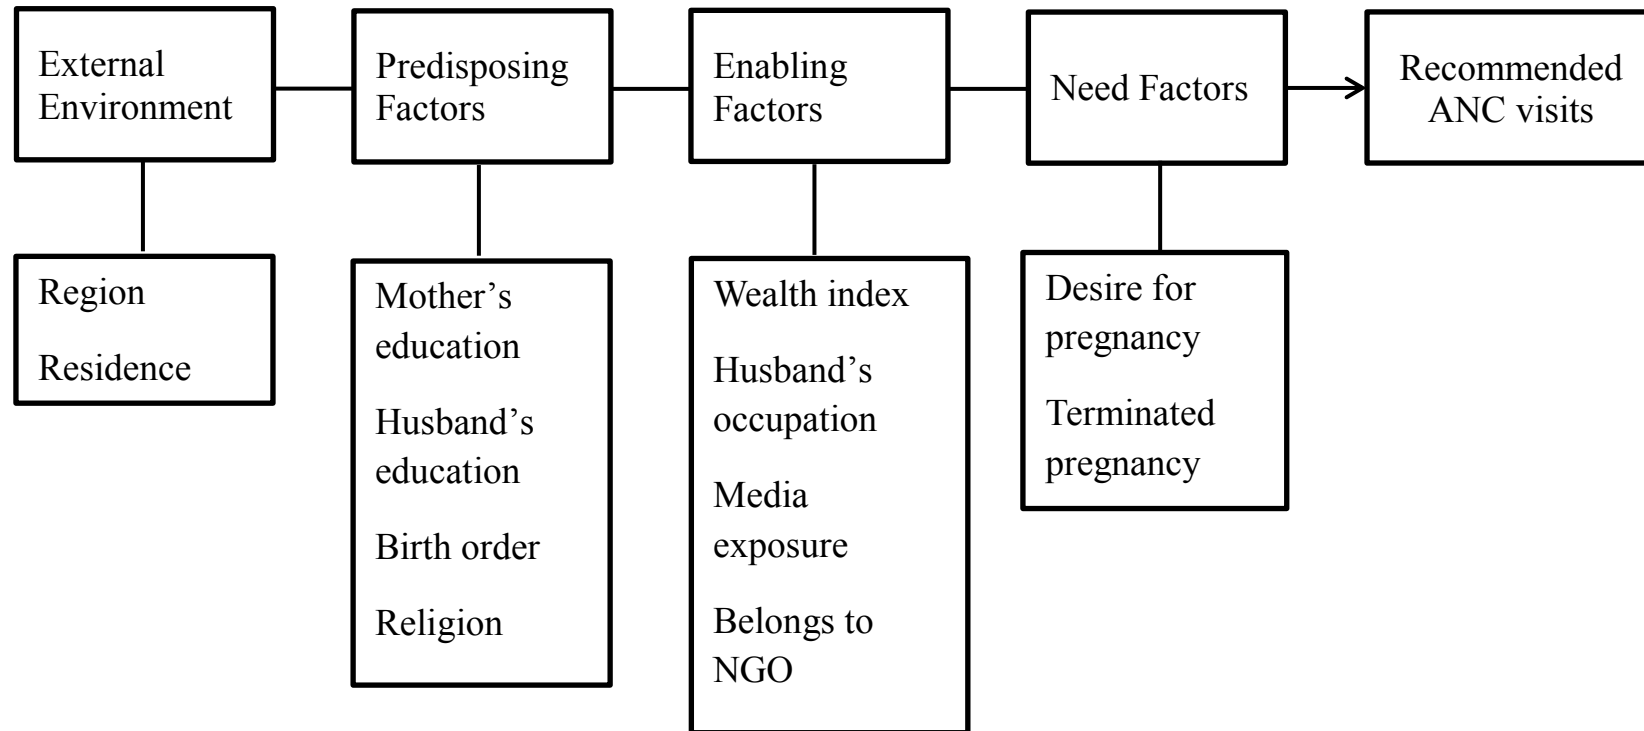 External
Environment
Predisposing
Factors
Enabling
Factors
Need Factors
Recommended
ANC visits
Region
Residence
Mother’s
education
Husband’s
education
Birth order
Religion
Wealth index
Husband’s
occupation
Media
exposure
Belongs to
NGO
Desire for
pregnancy
Terminated
pregnancy